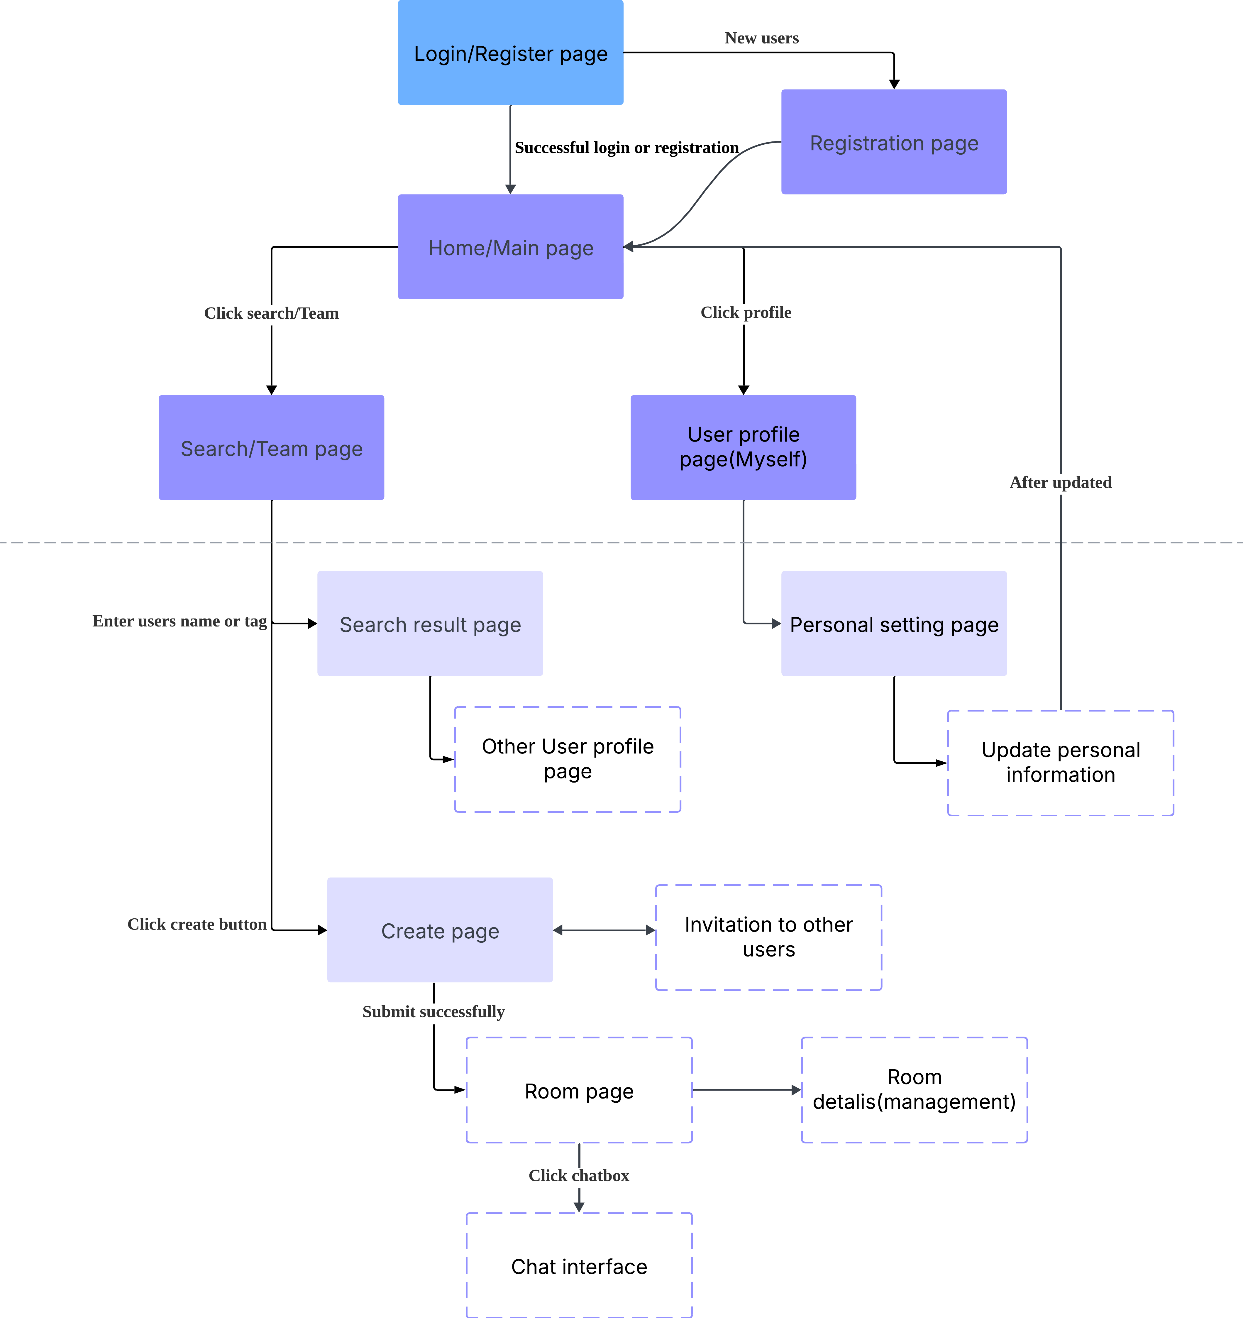 New users
Login/Register page
Registration page
Successful login or registration
Home/Main page
Click search/Team
Click profile
User profile
page(Myself)
Search/Team page
After updated
Enter users name or tag
Search result page
Personal setting page
Other User profile
page
Update personal
information
Click create button
Create page
Invitation to other
users
Submit successfully
Room page
Room
detalis(management)
Click chatbox
Chat interface